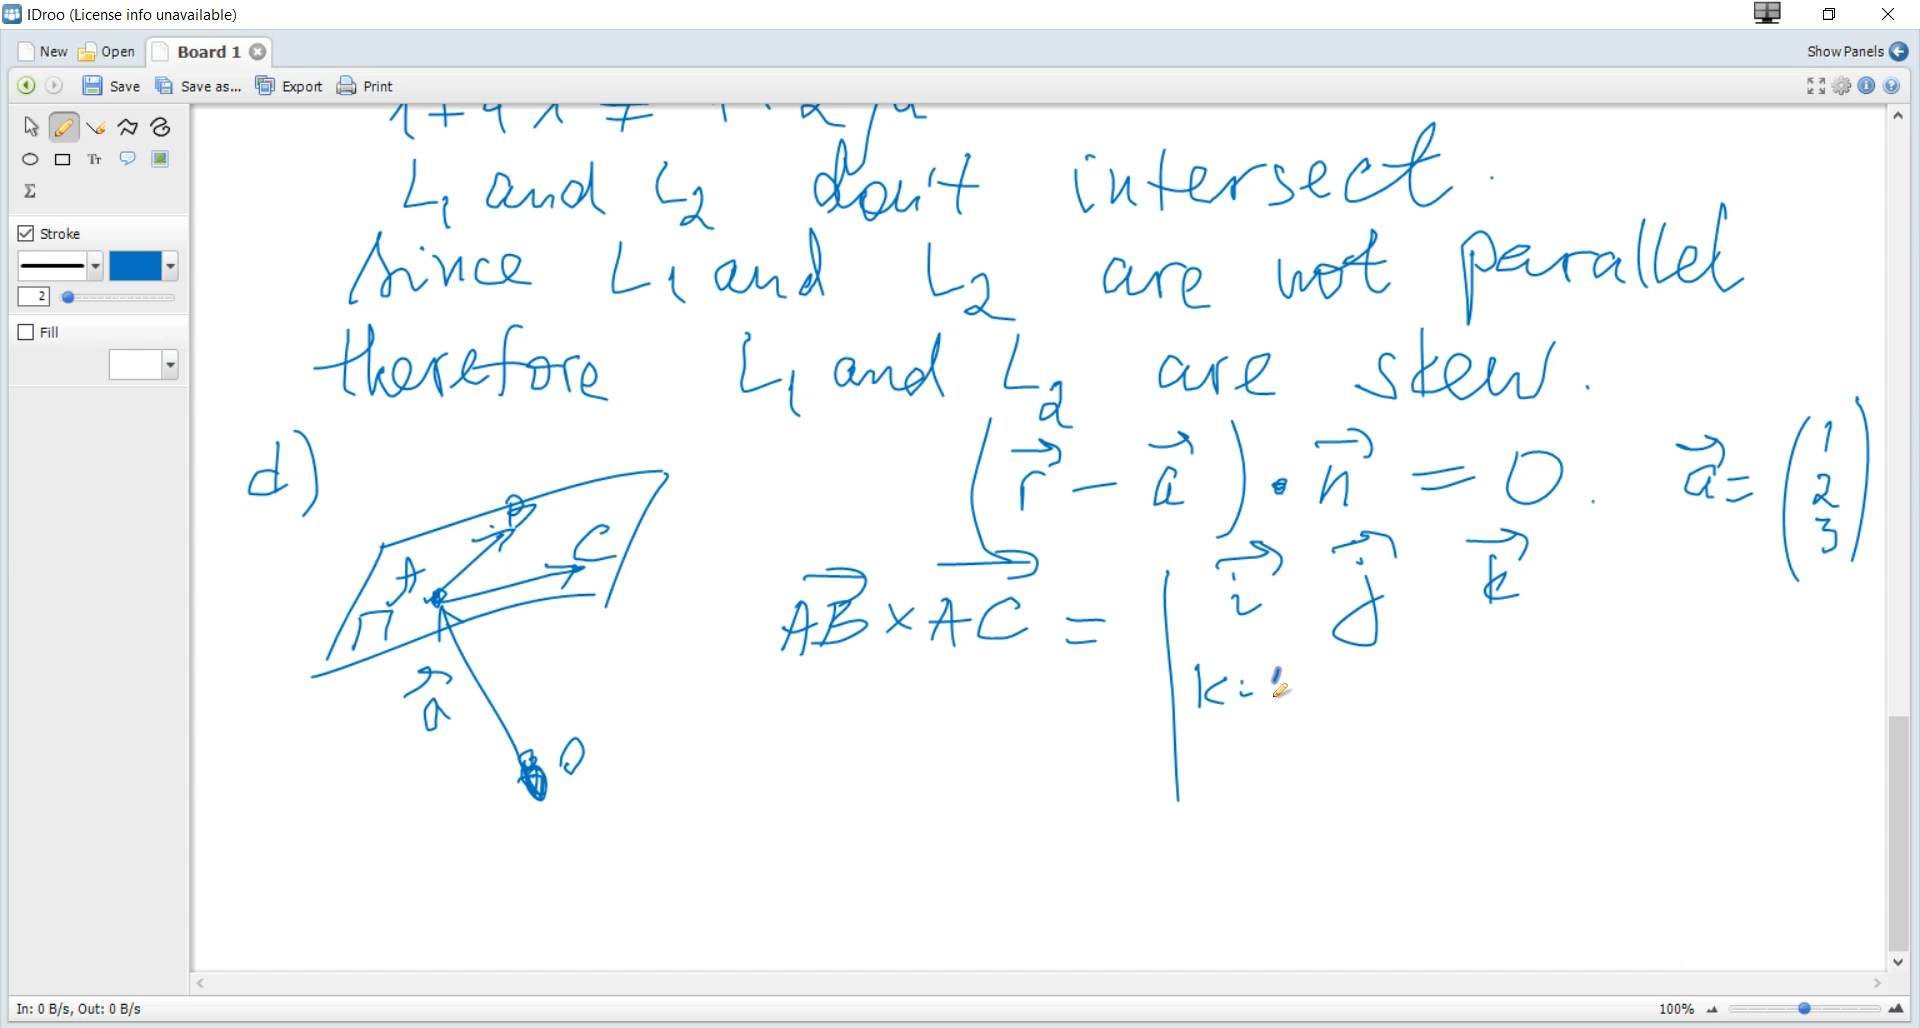 IDroo (License info unavailable)
New Open Board 1 Show Panels
Save Save as... Export Print
L₁ and L₂ don't intersect.
Since L₁ and L₂ are not parallel
therefore L₁ and L₂ are skew.
d) (r⃗ - a⃗) • n⃗ = 0. a⃗ = (1 2 3)
B C A Π a⃗ O
AB⃗ × AC⃗ = | i⃗ j⃗ k⃗
k-
Tr
Σ
Stroke
2
Fill
In: 0 B/s, Out: 0 B/s 100%